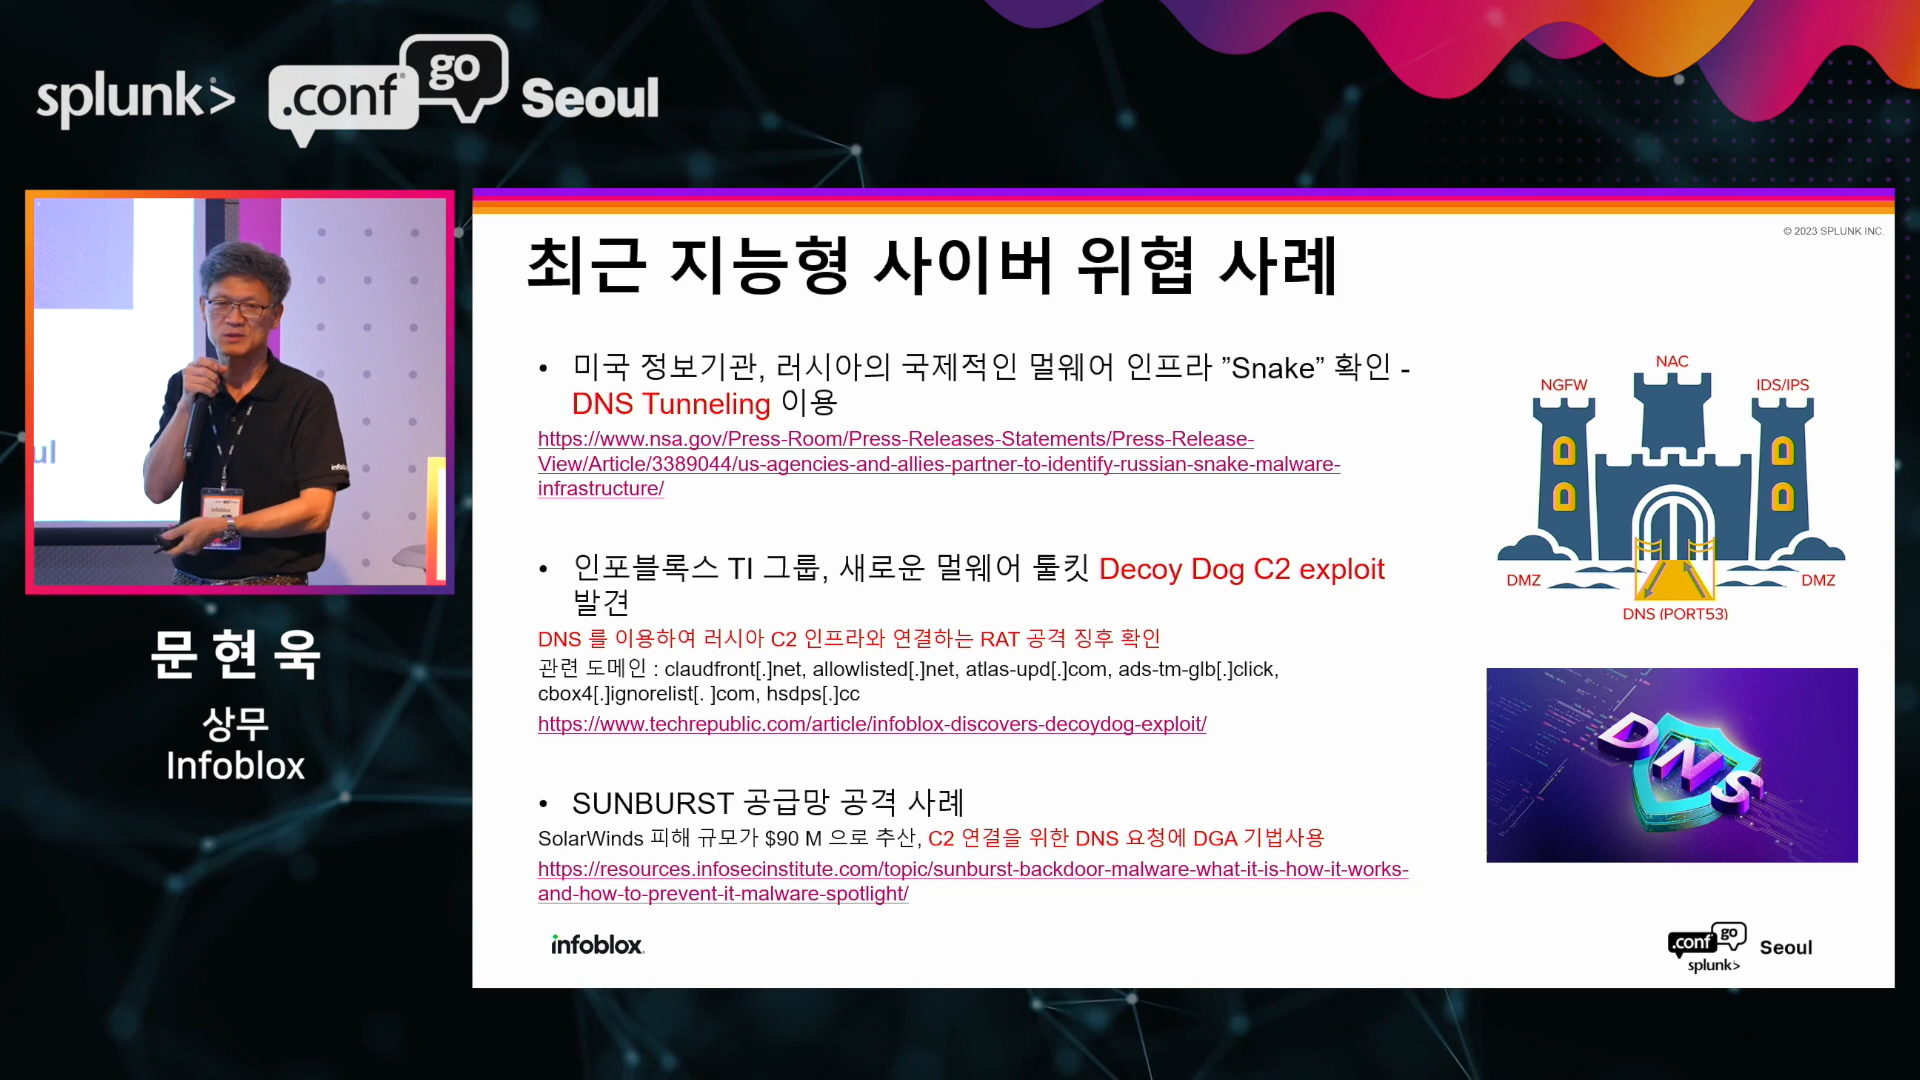 splunk>
.conf go Seoul
© 2023 SPLUNK INC.
최근 지능형 사이버 위협 사례
• 미국 정보기관, 러시아의 국제적인 멀웨어 인프라 ”Snake” 확인 -
DNS Tunneling 이용
https://www.nsa.gov/Press-Room/Press-Releases-Statements/Press-Release-
View/Article/3389044/us-agencies-and-allies-partner-to-identify-russian-snake-malware-
infrastructure/
• 인포블록스 TI 그룹, 새로운 멀웨어 툴킷 Decoy Dog C2 exploit
발견
DNS 를 이용하여 러시아 C2 인프라와 연결하는 RAT 공격 징후 확인
관련 도메인 : claudfront[.]net, allowlisted[.]net, atlas-upd[.]com, ads-tm-glb[.]click,
cbox4[.]ignorelist[. ]com, hsdps[.]cc
https://www.techrepublic.com/article/infoblox-discovers-decoydog-exploit/
• SUNBURST 공급망 공격 사례
SolarWinds 피해 규모가 $90 M 으로 추산, C2 연결을 위한 DNS 요청에 DGA 기법사용
https://resources.infosecinstitute.com/topic/sunburst-backdoor-malware-what-it-is-how-it-works-
and-how-to-prevent-it-malware-spotlight/
NAC
NGFW
IDS/IPS
DMZ
DMZ
DNS (PORT53)
DNS
infoblox.
.conf go
splunk>
Seoul
ul
문현욱
상무
Infoblox